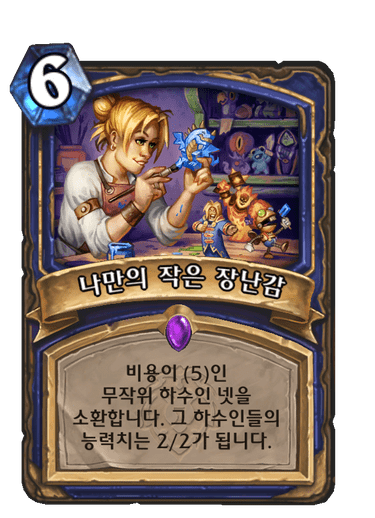 6
나만의 작은 장난감
비용이 (5)인
무작위 하수인 넷을
소환합니다. 그 하수인들의
능력치는 2/2가 됩니다.